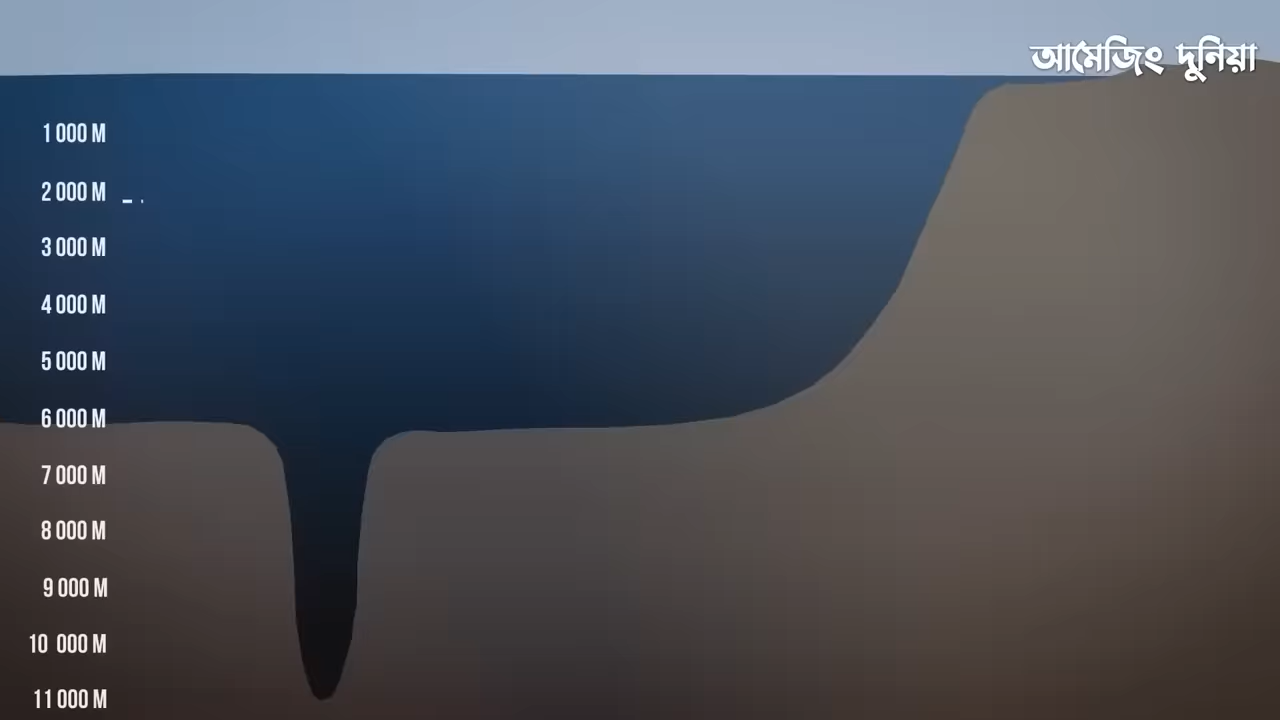 আমেজিং দুনিয়া
1 000 M
2 000 M
3 000 M
4 000 M
5 000 M
6 000 M
7 000 M
8 000 M
9 000 M
10 000 M
11 000 M